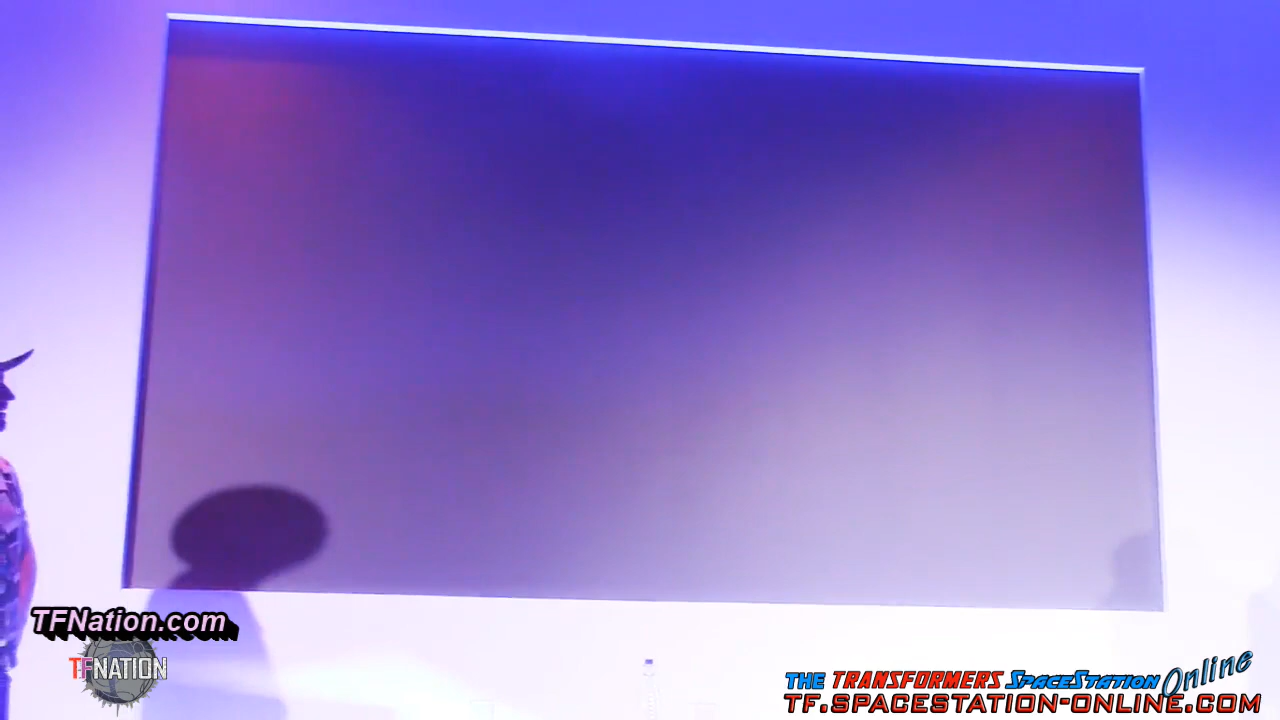 TFNation.com
TFNATION
THE TRANSFORMERS SPACESTATION Online
TF.SPACESTATION-ONLINE.COM